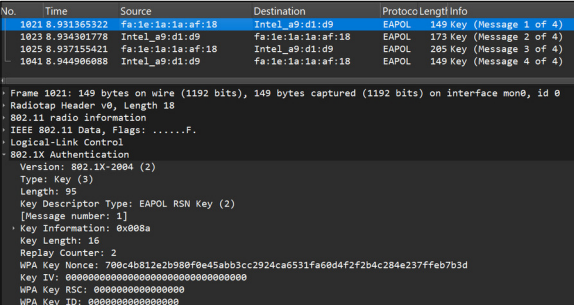 No. Time Source Destination Protoco Lengtl Info
1021 8.931365322 fa:1e:1a:1a:af:18 Intel_a9:d1:d9 EAPOL 149 Key (Message 1 of 4)
1023 8.934301778 Intel_a9:d1:d9 fa:1e:1a:1a:af:18 EAPOL 173 Key (Message 2 of 4)
1025 8.937155421 fa:1e:1a:1a:af:18 Intel_a9:d1:d9 EAPOL 205 Key (Message 3 of 4)
1041 8.944906088 Intel_a9:d1:d9 fa:1e:1a:1a:af:18 EAPOL 149 Key (Message 4 of 4)
Frame 1021: 149 bytes on wire (1192 bits), 149 bytes captured (1192 bits) on interface mon0, id 0
Radiotap Header v0, Length 18
802.11 radio information
IEEE 802.11 Data, Flags: ......F.
Logical-Link Control
802.1X Authentication
Version: 802.1X-2004 (2)
Type: Key (3)
Length: 95
Key Descriptor Type: EAPOL RSN Key (2)
[Message number: 1]
Key Information: 0x008a
Key Length: 16
Replay Counter: 2
WPA Key Nonce: 700c4b812e2b980f0e45abb3cc2924ca6531fa60d4f2f2b4c284e237ffeb7b3d
Key IV: 00000000000000000000000000000000
WPA Key RSC: 0000000000000000
WPA Key ID: 0000000000000000